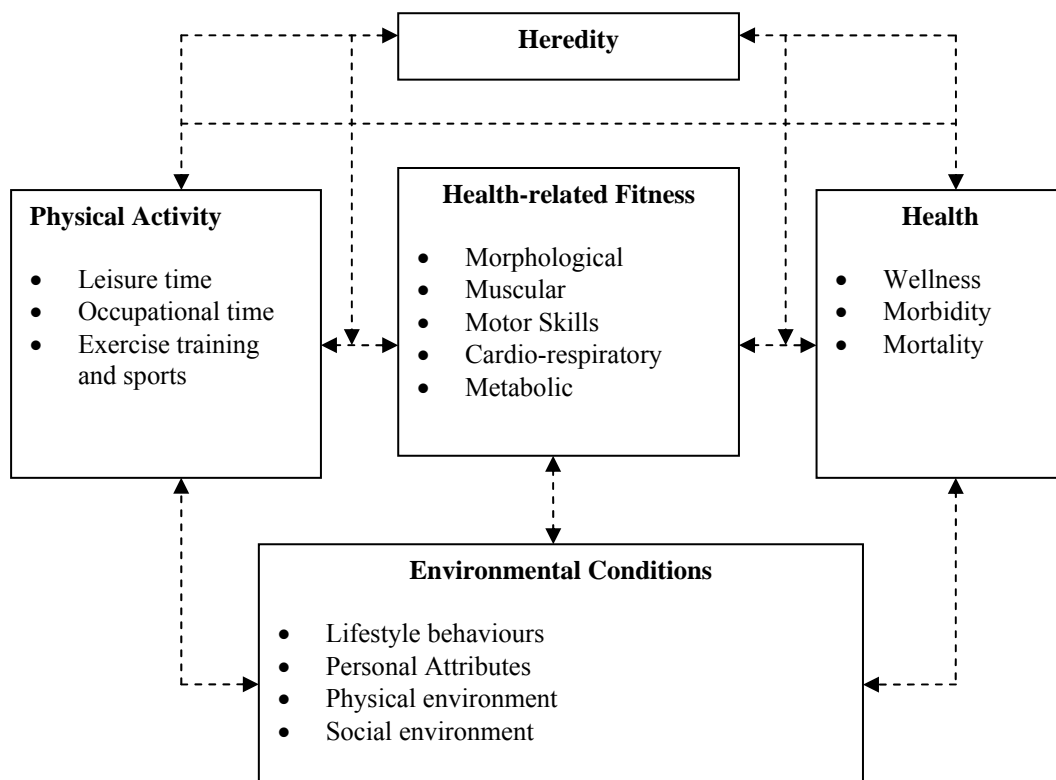 Heredity
Physical Activity
• Leisure time
• Occupational time
• Exercise training
and sports
Health-related Fitness
• Morphological
• Muscular
• Motor Skills
• Cardio-respiratory
• Metabolic
Health
• Wellness
• Morbidity
• Mortality
Environmental Conditions
• Lifestyle behaviours
• Personal Attributes
• Physical environment
• Social environment